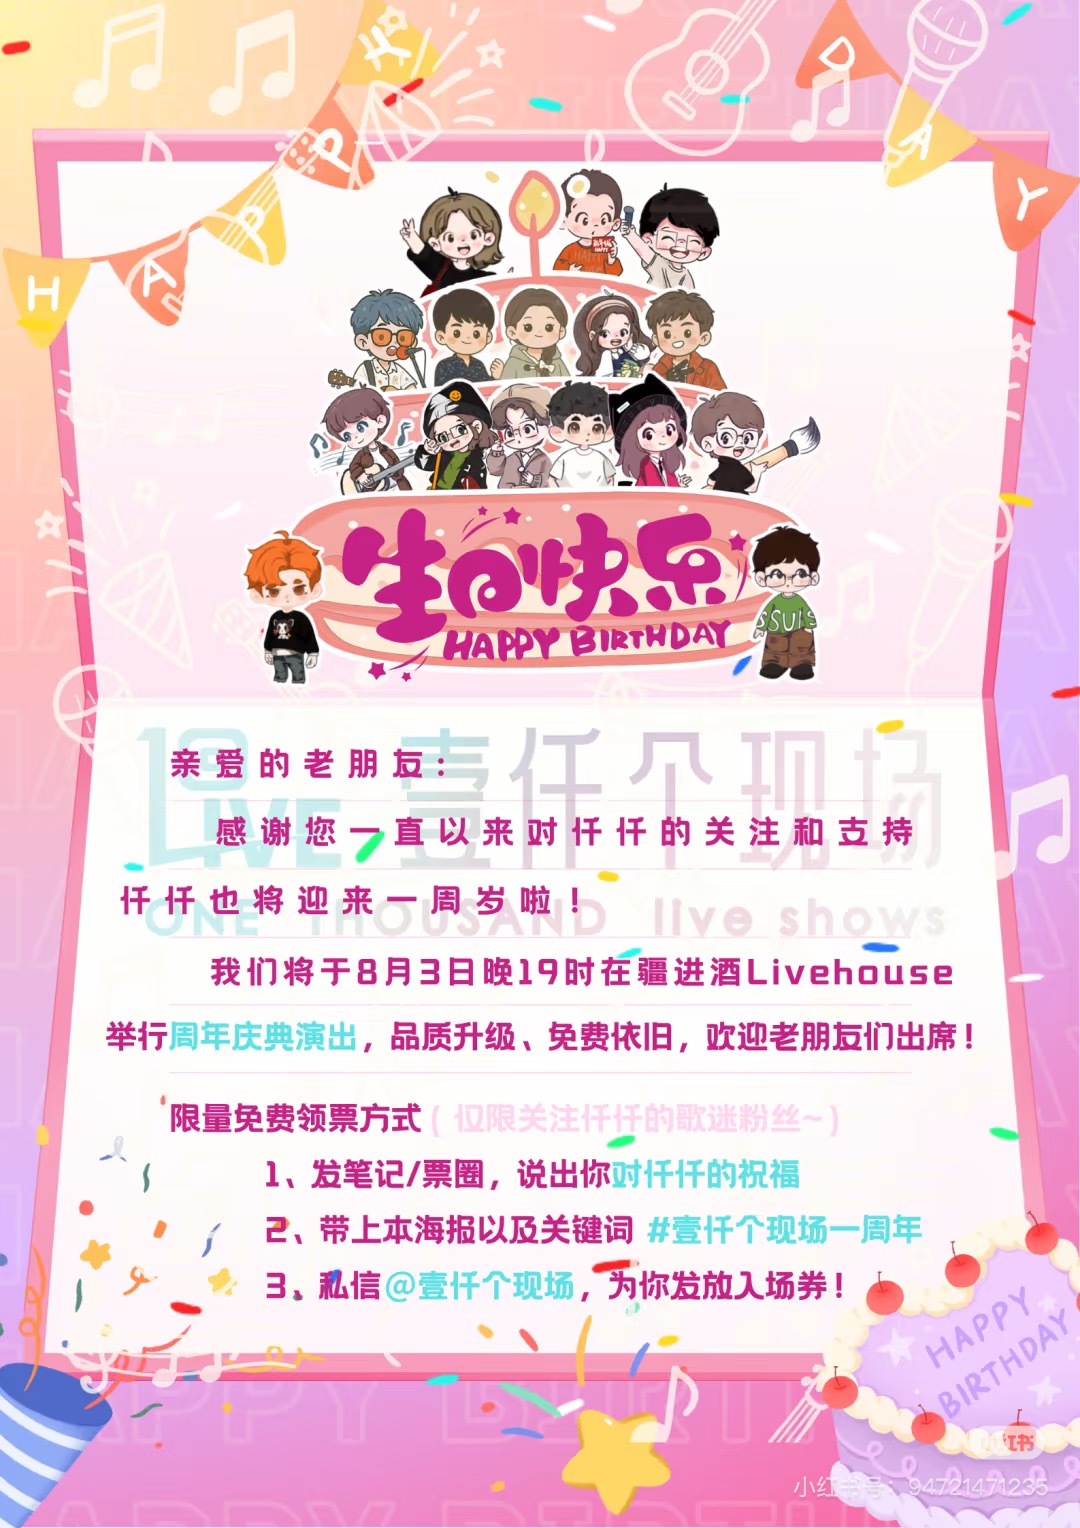 HAPPY
DAY
生日快乐
HAPPY BIRTHDAY
SSUE
LIVE 壹仟个现场
ONE THOUSAND live shows
亲爱的老朋友：
感谢您一直以来对仟仟的关注和支持
仟仟也将迎来一周岁啦！
我们将于8月3日晚19时在疆进酒Livehouse
举行周年庆典演出，品质升级、免费依旧，欢迎老朋友们出席！
限量免费领票方式（仅限关注仟仟的歌迷粉丝~）
1、发笔记/票圈，说出你对仟仟的祝福
2、带上本海报以及关键词 #壹仟个现场一周年
3、私信@壹仟个现场，为你发放入场券！
HAPPY
BIRTHDAY
小红书
小红书号：94721471235